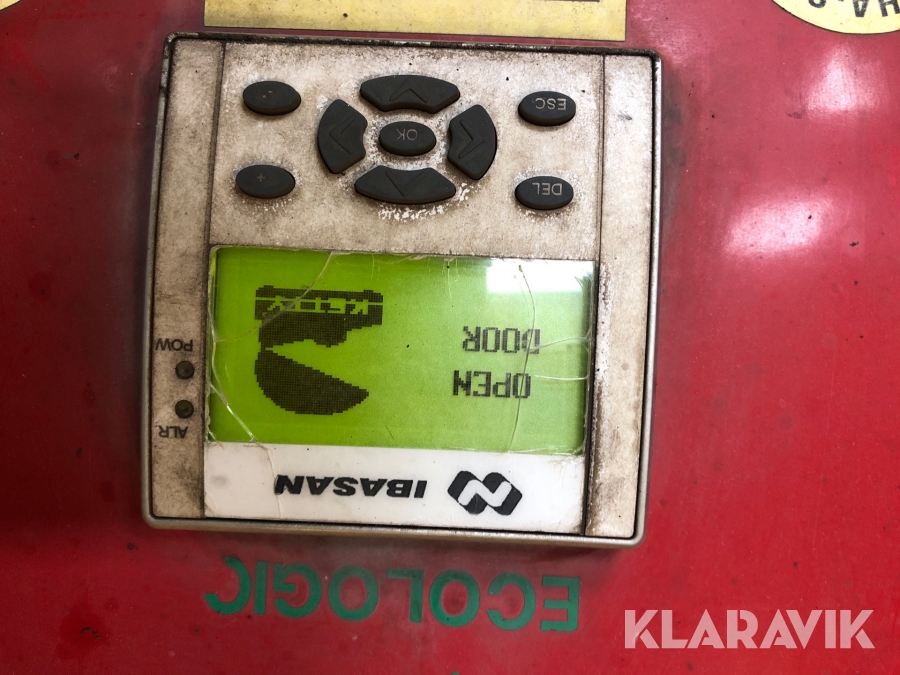 ECOLOGIC
IBASAN
ALR
POW
OPEN
DOOR
DEL
+
ESC
OK
-
KLARAVIK